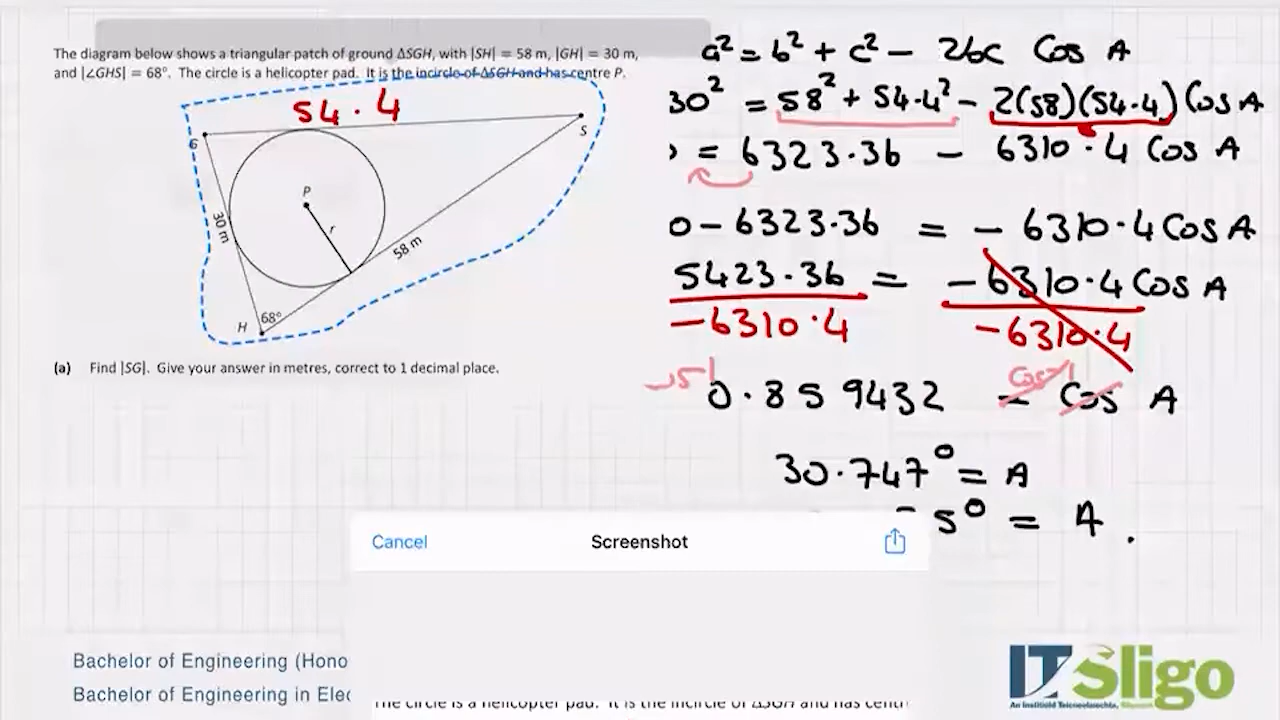 The diagram below shows a triangular patch of ground ΔSGH, with |SH| = 58 m, |GH| = 30 m,
and |∠GHS| = 68°. The circle is a helicopter pad. It is the incircle of ΔSGH and has centre P.
54.4
G
S
P
r
30 m
58 m
68°
H
(a) Find |SG|. Give your answer in metres, correct to 1 decimal place.
a² = b² + c² - 2bc Cos A
30² = 58² + 54.4² - 2(58)(54.4) Cos A
= 6323.36 - 6310.4 Cos A
0 - 6323.36 = - 6310.4 Cos A
5423.36 = -6310.4 Cos A
-6310.4 -6310.4
0.859432 = Cos A
30.747° = A
5° = A.
Cancel
Screenshot
Bachelor of Engineering (Hono
Bachelor of Engineering in Elec
The circle is a helicopter pad. It is the incircle of ΔSGH and has centr
IT Sligo
An Institiúid Teicneolaíochta, Sligeach